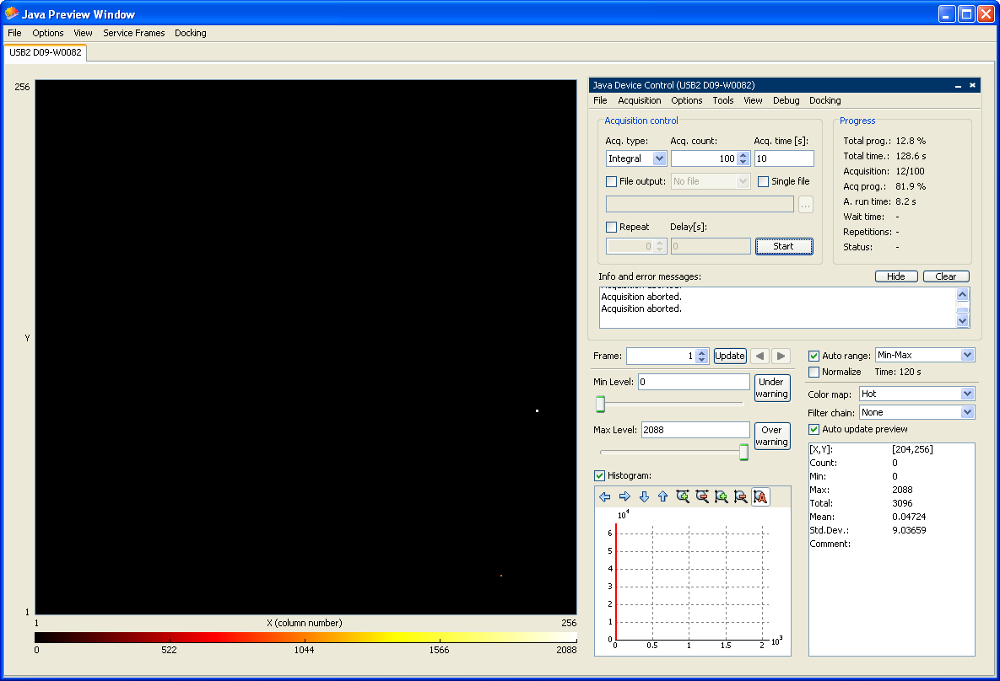 Java Preview Window
File Options View Service Frames Docking
USB2 D09-W0082
256
Y
1
1 X (column number) 256
0 522 1044 1566 2088
Java Device Control (USB2 D09-W0082)
File Acquisition Options Tools View Debug Docking
Acquisition control
Acq. type: Acq. count: Acq. time [s]:
Integral 100 10
File output: No file Single file
...
Repeat Delay[s]:
0 0 Start
Progress
Total prog.: 12.8 %
Total time.: 128.6 s
Acquisition: 12/100
Acq prog.: 81.9 %
A. run time: 8.2 s
Wait time: -
Repetitions: -
Status: -
Info and error messages: Hide Clear
Acquisition aborted.
Acquisition aborted.
Acquisition aborted.
Frame: 1 Update
Min Level: 0 Under warning
Max Level: 2088 Over warning
Histogram:
A
10⁴
6
5
4
3
2
1
0
0 0.5 1 1.5 2 10³
Auto range: Min-Max
Normalize Time: 120 s
Color map: Hot
Filter chain: None
Auto update preview
[X,Y]: [204,256]
Count: 0
Min: 0
Max: 2088
Total: 3096
Mean: 0.04724
Std.Dev.: 9.03659
Comment: